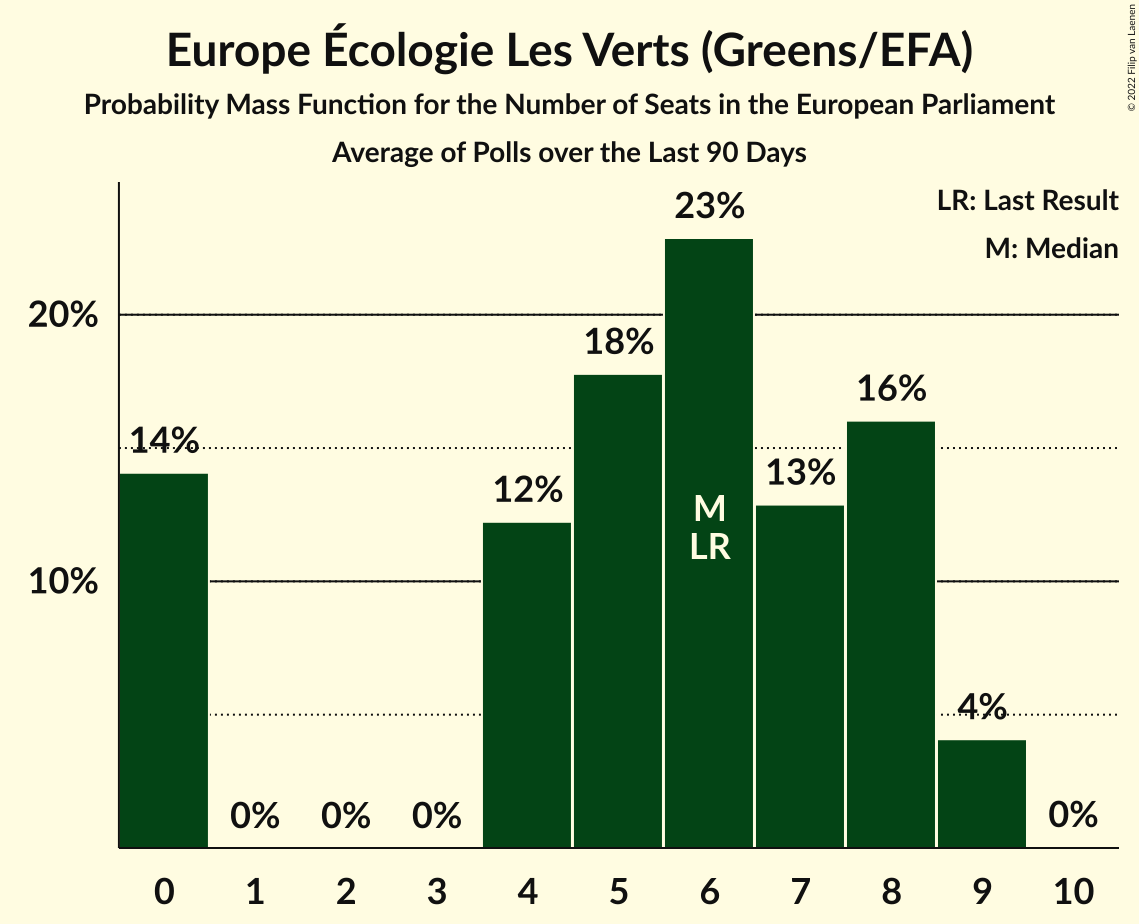 Europe Écologie Les Verts (Greens/EFA)
Probability Mass Function for the Number of Seats in the European Parliament
Average of Polls over the Last 90 Days
© 2022 Filip van Laenen
LR: Last Result
M: Median
20%
10%
14%
0%
0%
0%
12%
18%
23%
13%
16%
4%
0%
M
LR
0 1 2 3 4 5 6 7 8 9 10